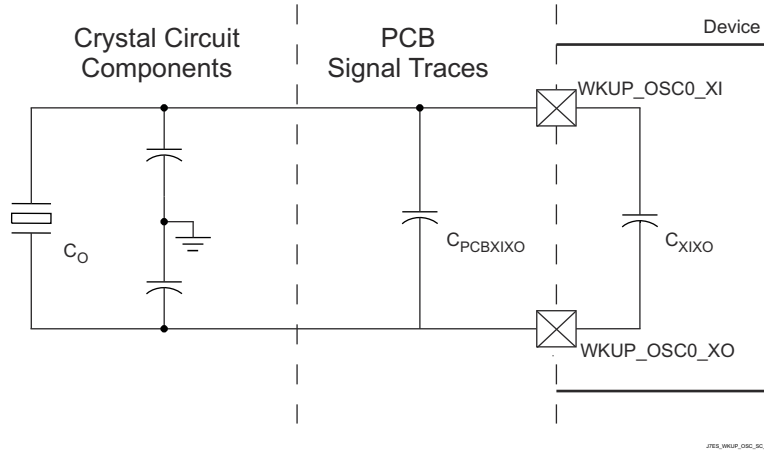 Crystal Circuit
Components
PCB
Signal Traces
Device
WKUP_OSC0_XI
CO
CPCBXIXO
CXIXO
WKUP_OSC0_XO